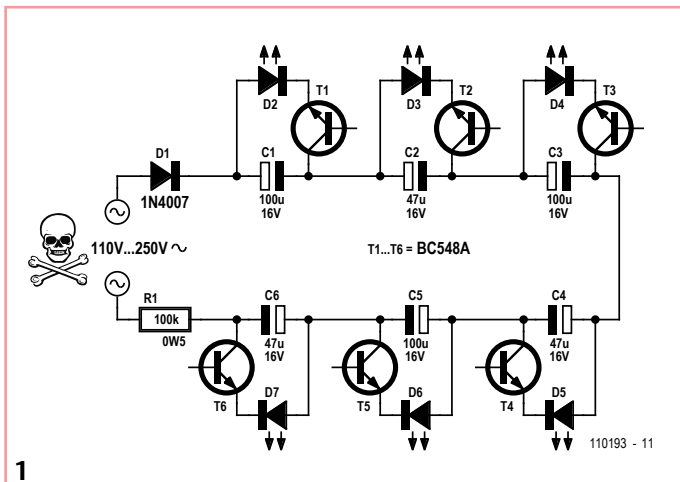 D2
T1
D3
T2
D4
T3
D1
1N4007
C1
100u
16V
C2
47u
16V
C3
100u
16V
110V...250V ~
T1...T6 = BC548A
R1
100k
0W5
C6
47u
16V
C5
100u
16V
C4
47u
16V
T6
D7
T5
D6
T4
D5
110193 - 11
1